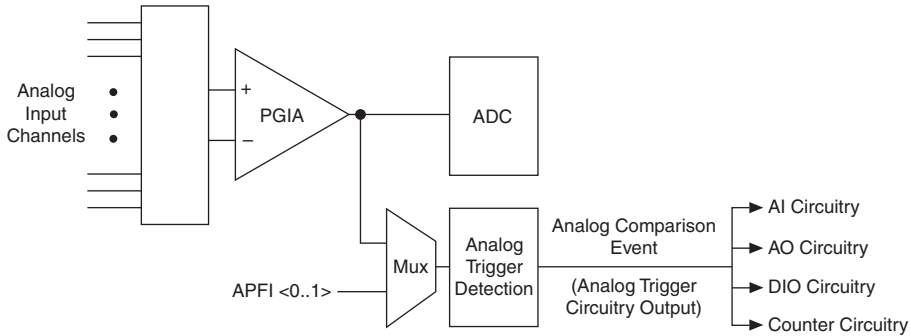 Analog
Input
Channels
+
PGIA
–
ADC
APFI <0..1>
Mux
Analog
Trigger
Detection
Analog Comparison
Event
(Analog Trigger
Circuitry Output)
AI Circuitry
AO Circuitry
DIO Circuitry
Counter Circuitry